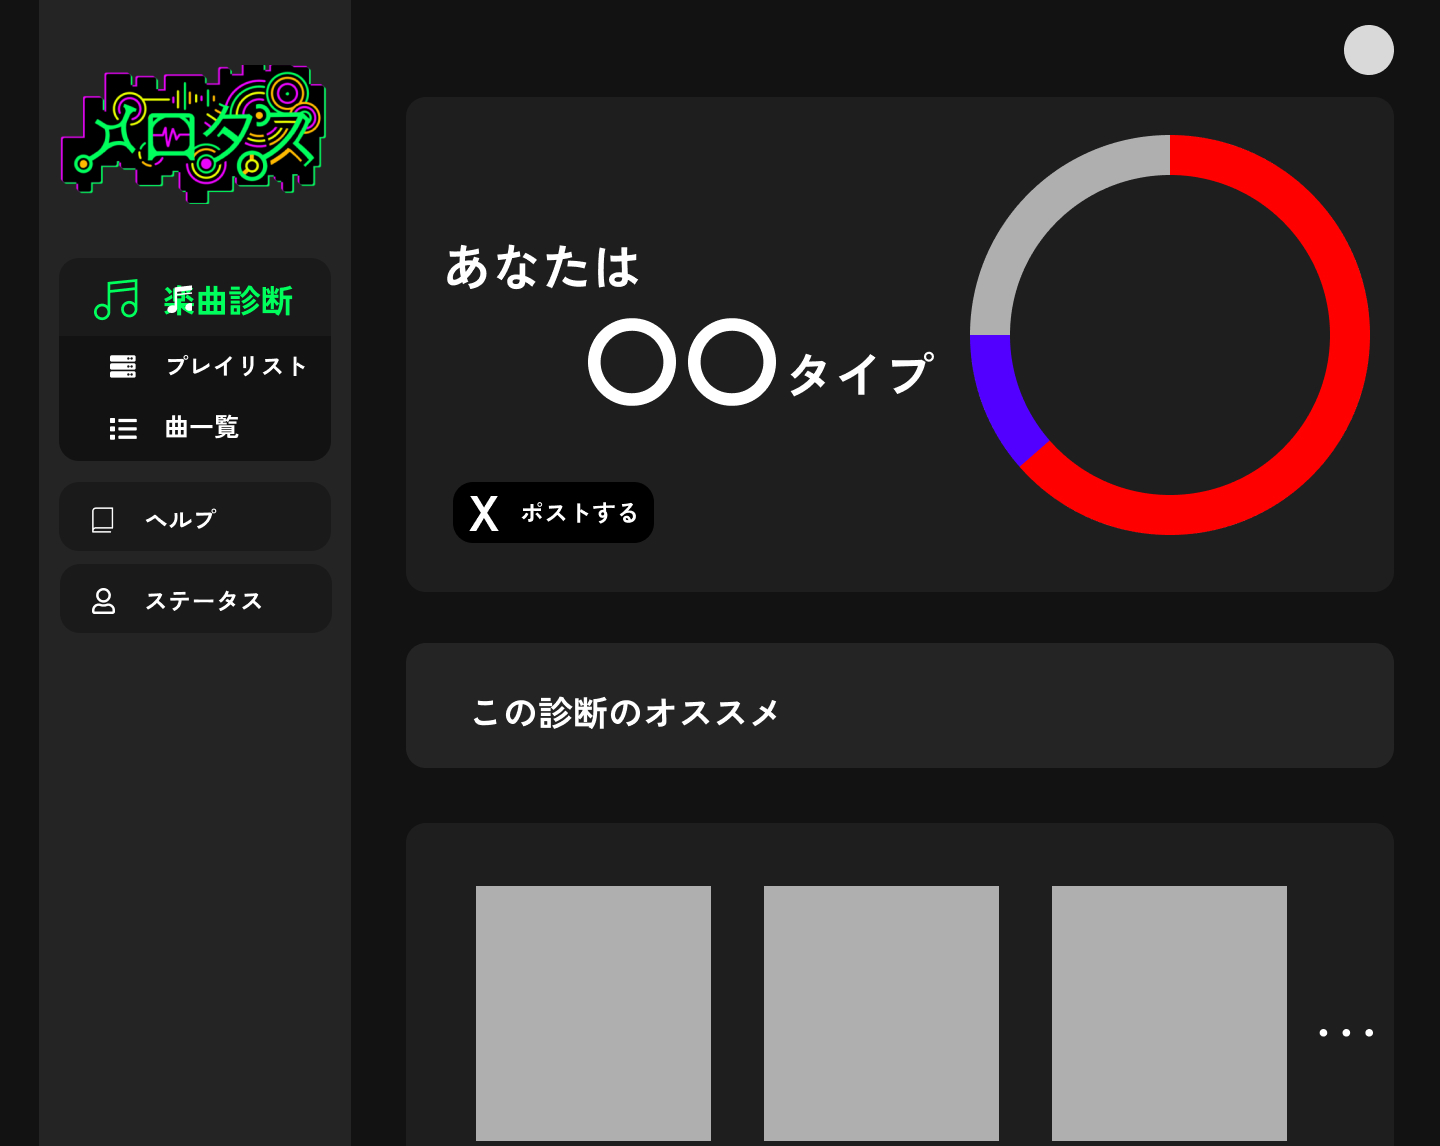 メロダス
楽曲診断
プレイリスト
曲一覧
ヘルプ
ステータス
あなたは
〇〇タイプ
X ポストする
この診断のオススメ
...